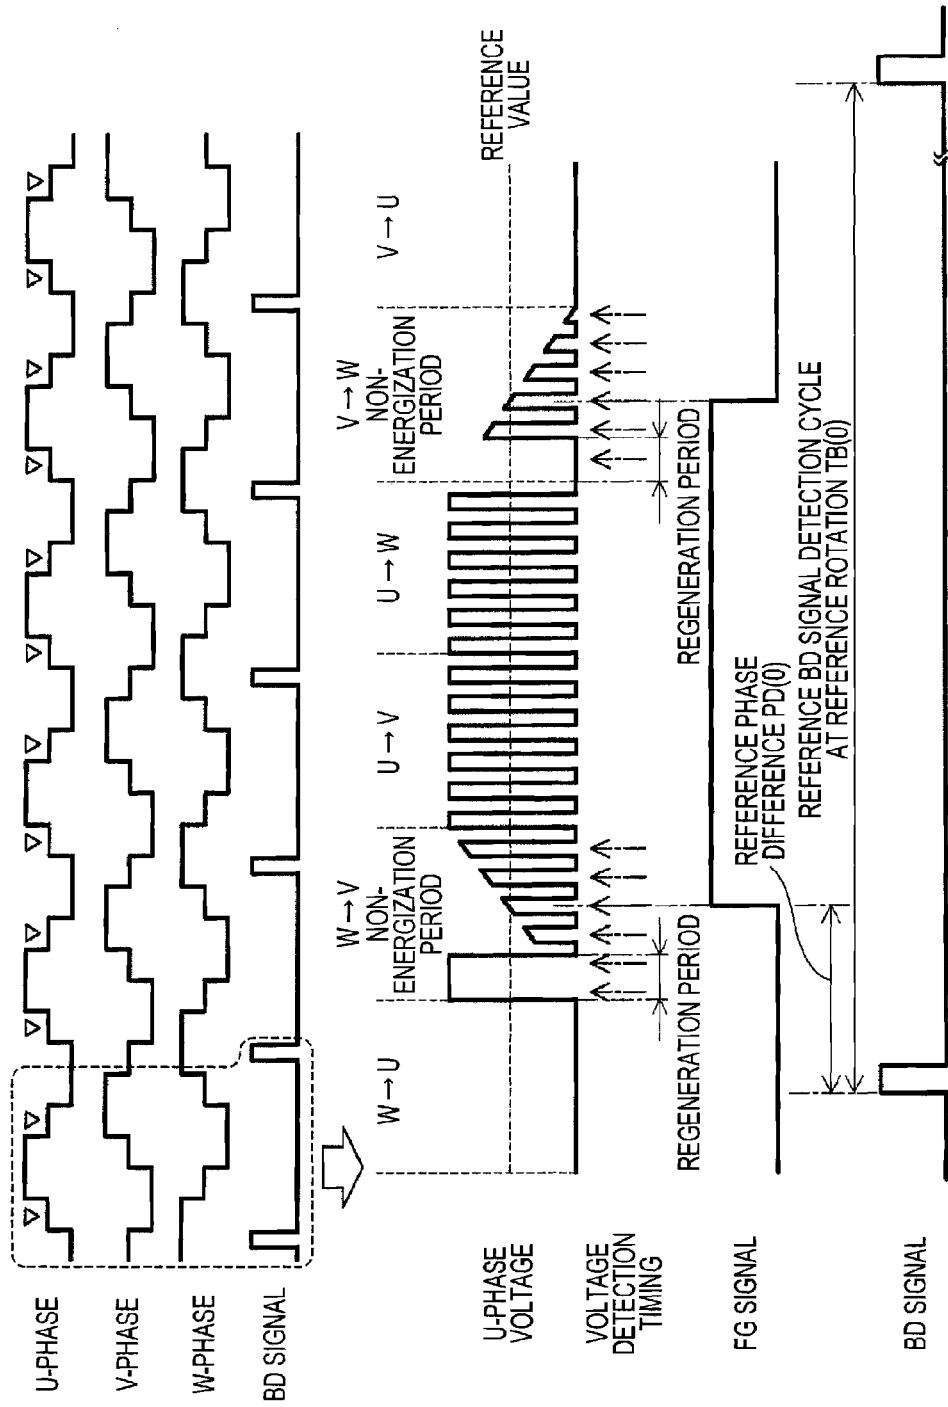 U-PHASE
V-PHASE
W-PHASE
BD SIGNAL
W→U
W→V
NON-
ENERGIZATION
PERIOD
U→V
U→W
V→W
NON-
ENERGIZATION
PERIOD
V→U
REFERENCE
VALUE
U-PHASE
VOLTAGE
VOLTAGE
DETECTION
TIMING
REGENERATION PERIOD
REGENERATION PERIOD
FG SIGNAL
REFERENCE PHASE
DIFFERENCE PD(0)
REFERENCE BD SIGNAL DETECTION CYCLE
AT REFERENCE ROTATION TB(0)
BD SIGNAL